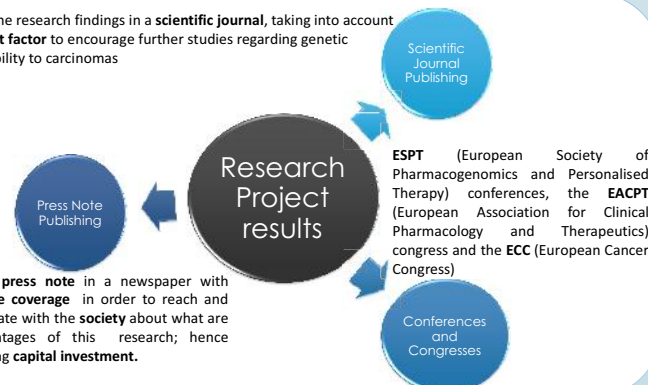 ne research findings in a scientific journal, taking into account
t factor to encourage further studies regarding genetic
bility to carcinomas
Scientific
Journal
Publishing
Research
Project
results
ESPT (European Society of
Pharmacogenomics and Personalised
Therapy) conferences, the EACPT
(European Association for Clinical
Pharmacology and Therapeutics)
congress and the ECC (European Cancer
Congress)
Press Note
Publishing
press note in a newspaper with
e coverage in order to reach and
ate with the society about what are
ntages of this research; hence
ng capital investment.
Conferences
and
Congresses